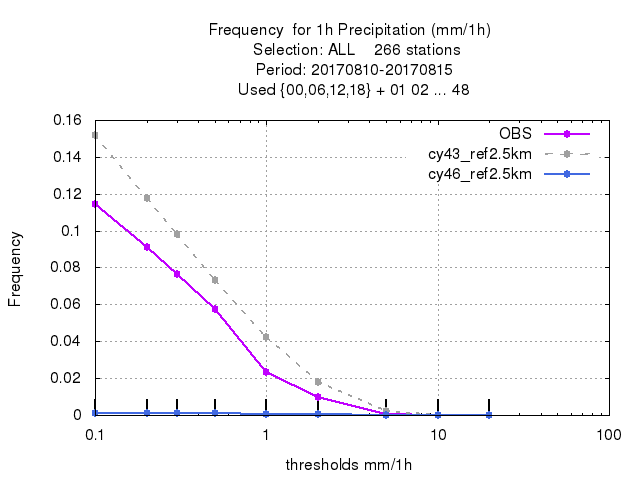 Frequency  for 1h Precipitation (mm/1h)
Selection: ALL    266 stations
Period: 20170810-20170815
Used {00,06,12,18} + 01 02 ... 48
OBS
cy43_ref2.5km
cy46_ref2.5km
0.16
0.14
0.12
0.1
0.08
0.06
0.04
0.02
0
Frequency
0.1 1 10 100
thresholds mm/1h